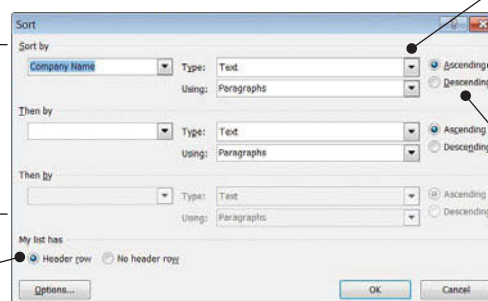 Sort
Sort by
Company Name Type: Text Ascending
Using: Paragraphs Descending
Then by
Type: Text Ascending
Using: Paragraphs Descending
Then by
Type: Text Ascending
Using: Paragraphs Descending
My list has
Header row No header row
Options... OK Cancel